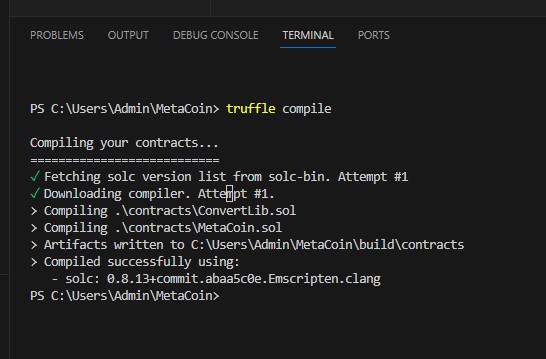 PROBLEMS OUTPUT DEBUG CONSOLE TERMINAL PORTS
PS C:\Users\Admin\MetaCoin> truffle compile
Compiling your contracts...
===========================
✓ Fetching solc version list from solc-bin. Attempt #1
✓ Downloading compiler. Attempt #1.
> Compiling .\contracts\ConvertLib.sol
> Compiling .\contracts\MetaCoin.sol
> Artifacts written to C:\Users\Admin\MetaCoin\build\contracts
> Compiled successfully using:
- solc: 0.8.13+commit.abaa5c0e.Emscripten.clang
PS C:\Users\Admin\MetaCoin>